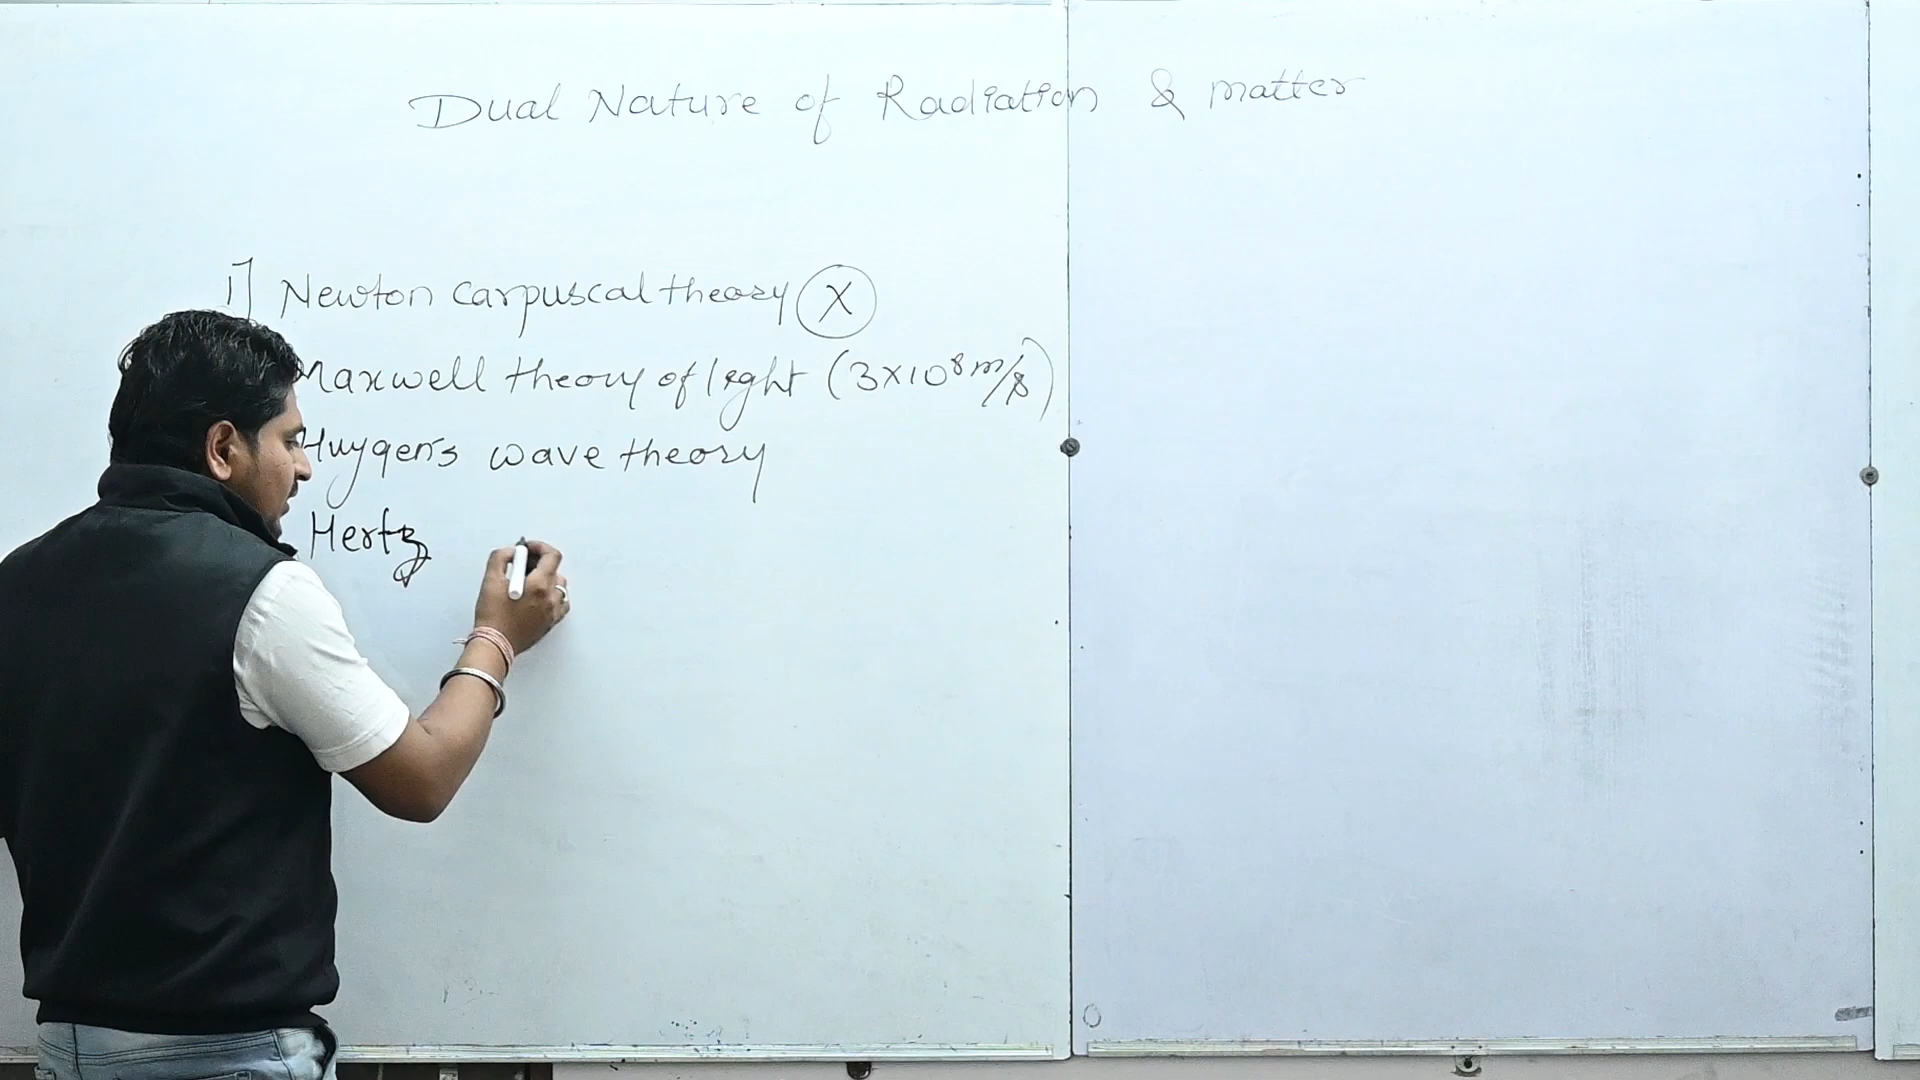 Dual Nature of Radiation & matter
1] Newton carpuscal theory X
Maxwell theory of light (3×10⁸ m/s)
Huygen's wave theory
Hertz